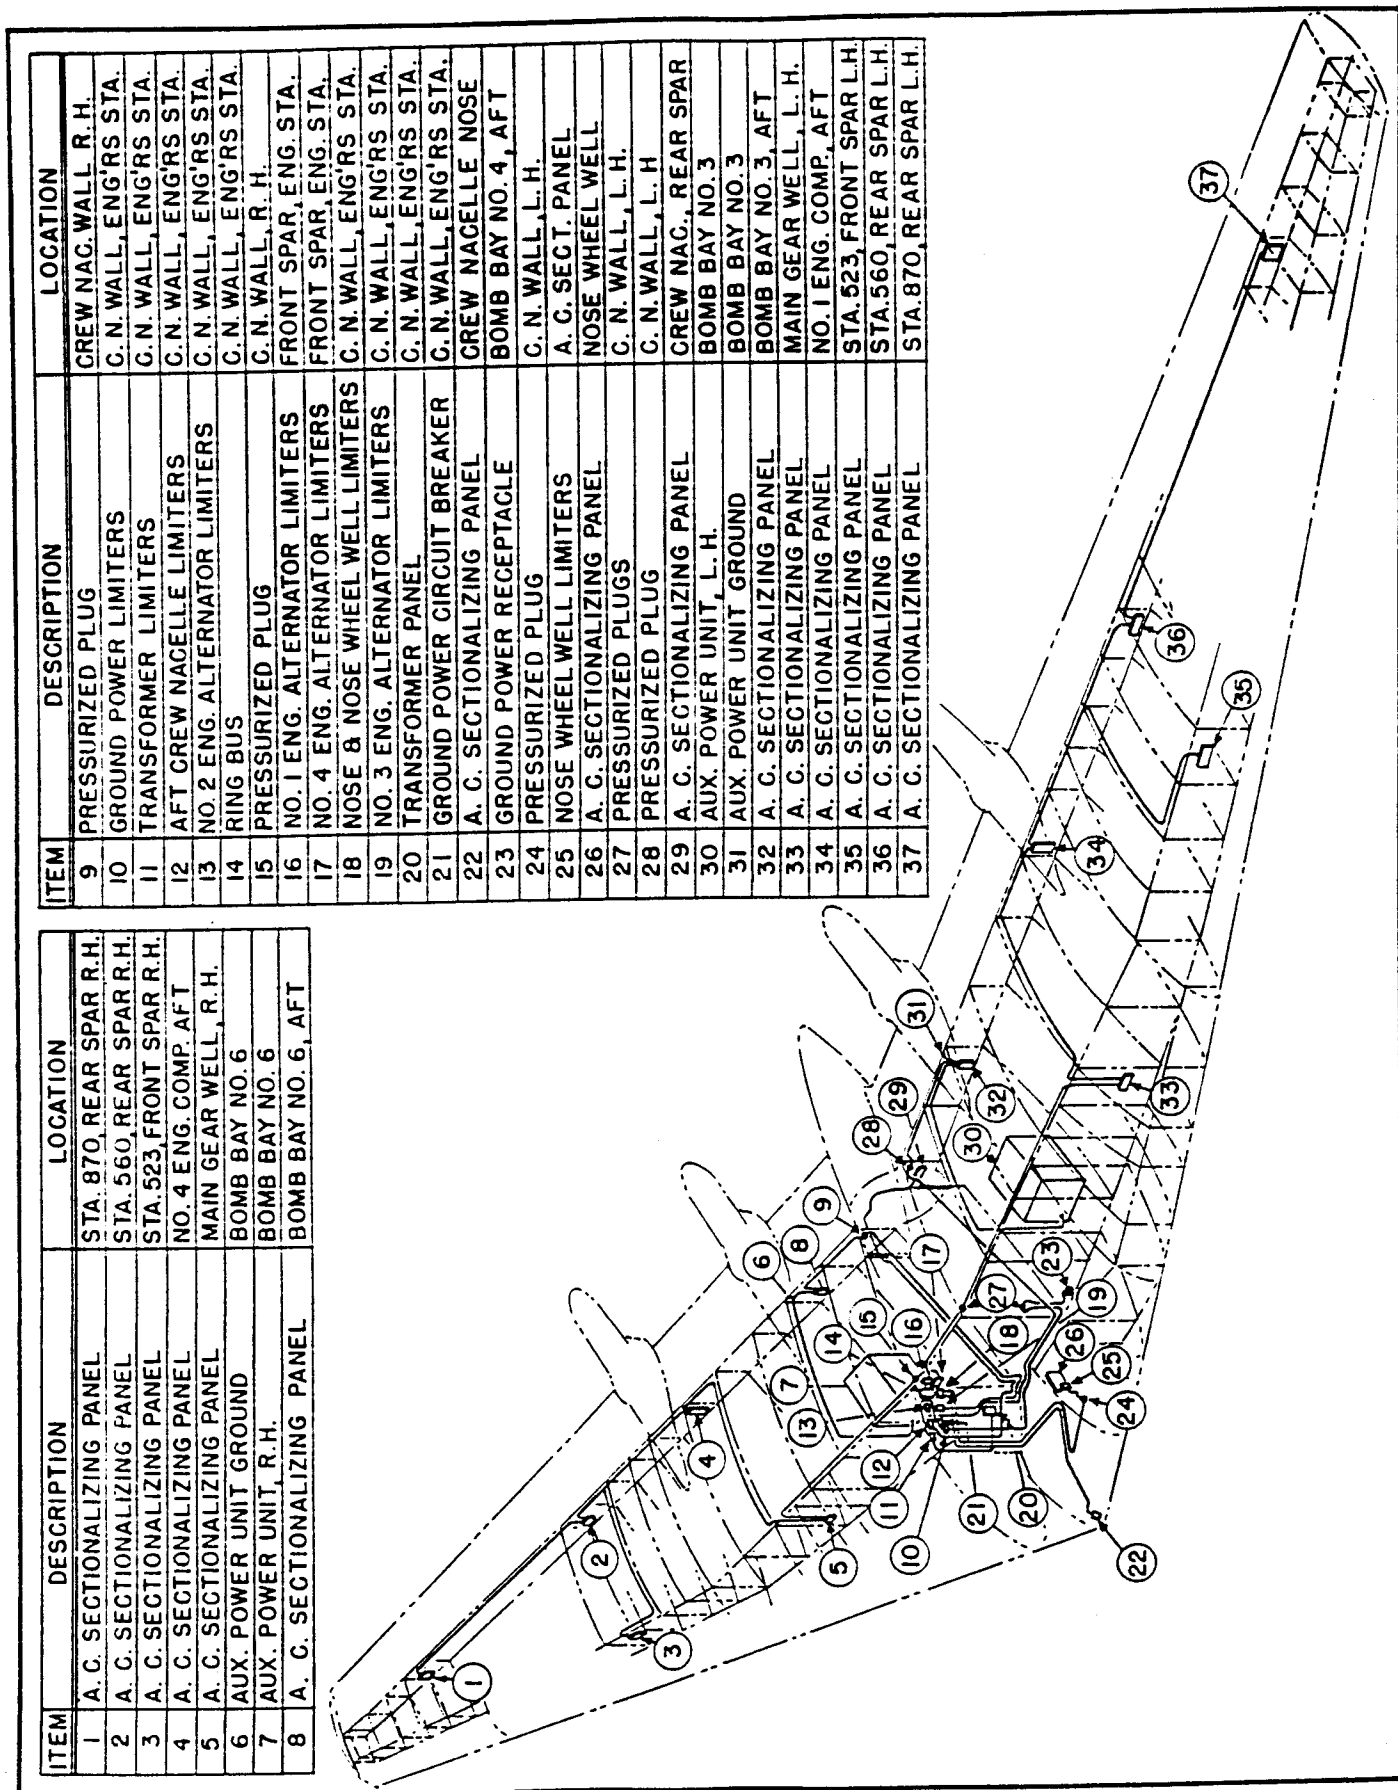 ITEM DESCRIPTION LOCATION
1 A. C. SECTIONALIZING PANEL STA. 870, REAR SPAR R.H.
2 A. C. SECTIONALIZING PANEL STA. 560, REAR SPAR R.H.
3 A. C. SECTIONALIZING PANEL STA. 523, FRONT SPAR R.H.
4 A. C. SECTIONALIZING PANEL NO. 4 ENG. COMP. AFT
5 A. C. SECTIONALIZING PANEL MAIN GEAR WELL, R.H.
6 AUX. POWER UNIT GROUND BOMB BAY NO. 6
7 AUX. POWER UNIT, R.H. BOMB BAY NO. 6
8 A. C. SECTIONALIZING PANEL BOMB BAY NO. 6, AFT
ITEM DESCRIPTION LOCATION
9 PRESSURIZED PLUG CREW NAC. WALL R. H.
10 GROUND POWER LIMITERS C. N. WALL, ENG'RS STA.
11 TRANSFORMER LIMITERS C. N. WALL, ENG'RS STA.
12 AFT CREW NACELLE LIMITERS C. N. WALL, ENG'RS STA.
13 NO. 2 ENG. ALTERNATOR LIMITERS C. N. WALL, ENG'RS STA.
14 RING BUS C. N. WALL, ENG'RS STA.
15 PRESSURIZED PLUG C. N. WALL, R. H.
16 NO. 1 ENG. ALTERNATOR LIMITERS FRONT SPAR, ENG. STA.
17 NO. 4 ENG. ALTERNATOR LIMITERS FRONT SPAR, ENG. STA.
18 NOSE & NOSE WHEEL WELL LIMITERS C. N. WALL, ENG'RS STA.
19 NO. 3 ENG. ALTERNATOR LIMITERS C. N. WALL, ENG'RS STA.
20 TRANSFORMER PANEL C. N. WALL, ENG'RS STA.
21 GROUND POWER CIRCUIT BREAKER C. N. WALL, ENG'RS STA.
22 A. C. SECTIONALIZING PANEL CREW NACELLE NOSE
23 GROUND POWER RECEPTACLE BOMB BAY NO. 4, AFT
24 PRESSURIZED PLUG C. N. WALL, L. H.
25 NOSE WHEEL WELL LIMITERS A. C. SECT. PANEL
26 A. C. SECTIONALIZING PANEL NOSE WHEEL WELL
27 PRESSURIZED PLUGS C. N. WALL, L. H.
28 PRESSURIZED PLUG C. N. WALL, L. H
29 A. C. SECTIONALIZING PANEL CREW NAC., REAR SPAR
30 AUX. POWER UNIT, L. H. BOMB BAY NO. 3
31 AUX. POWER UNIT GROUND BOMB BAY NO. 3
32 A. C. SECTIONALIZING PANEL BOMB BAY NO. 3, AFT
33 A. C. SECTIONALIZING PANEL MAIN GEAR WELL, L. H.
34 A. C. SECTIONALIZING PANEL NO. 1 ENG. COMP., AFT
35 A. C. SECTIONALIZING PANEL STA. 523, FRONT SPAR L.H.
36 A. C. SECTIONALIZING PANEL STA. 560, REAR SPAR L.H.
37 A. C. SECTIONALIZING PANEL STA. 870, REAR SPAR L.H.
1
2
3
4
5
6
7
8
9
10
11
12
13
14
15
16
17
18
19
20
21
22
23
24
25
26
27
28
29
30
31
32
33
34
35
36
37